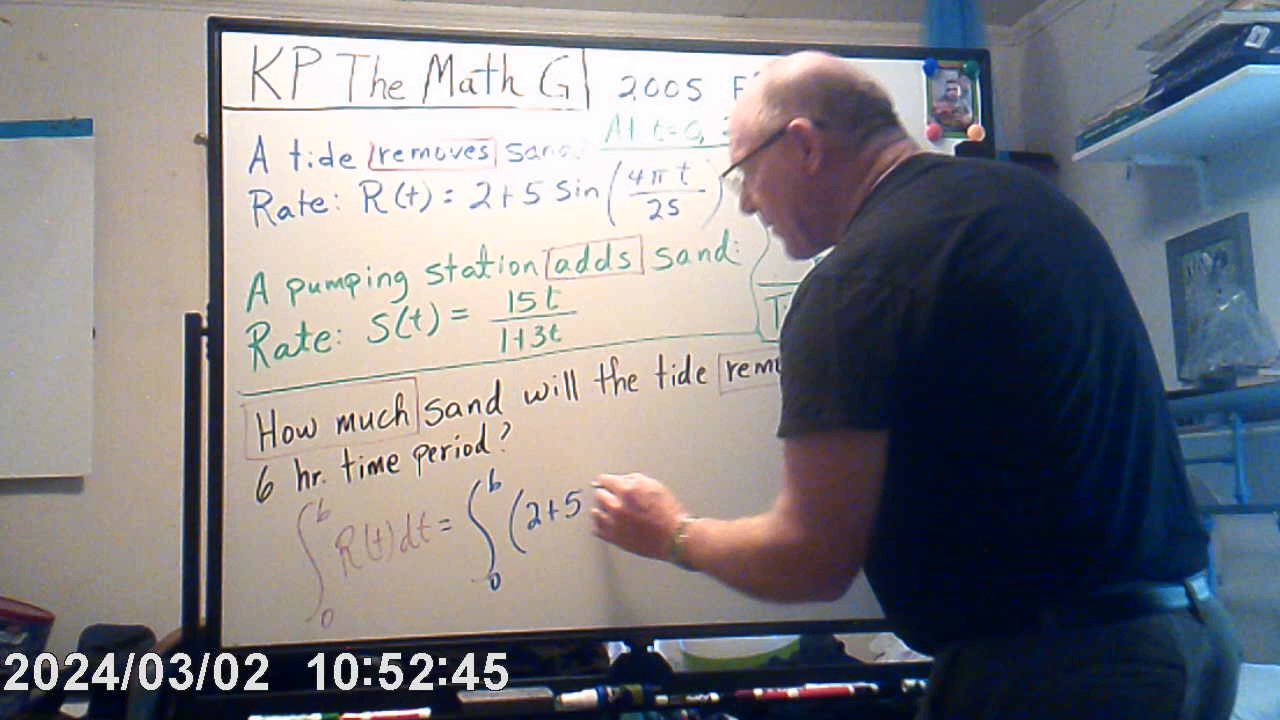 KP The Math G 2005 F
At t=0, 2
A tide removes sand.
Rate: R(t) = 2+5 sin(4πt/25)
A pumping station adds sand:
Rate: S(t) = 15t/(1+3t)
How much sand will the tide remo
6 hr. time period?
∫₀⁶ R(t)dt = ∫₀⁶ (2+5
2024/03/02 10:52:45